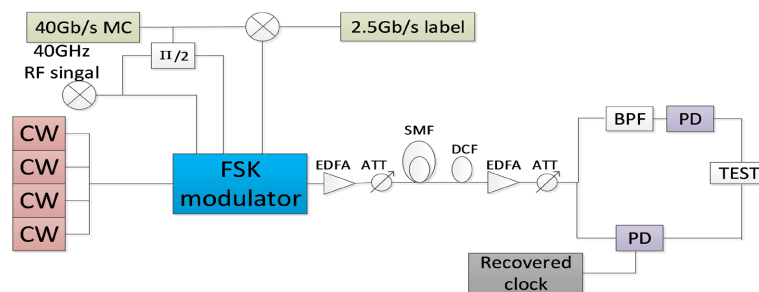 40Gb/s MC
2.5Gb/s label
Π/2
40GHz
RF singal
CW
CW
CW
CW
FSK
modulator
EDFA
ATT
SMF
DCF
EDFA
ATT
BPF
PD
TEST
PD
Recovered
clock